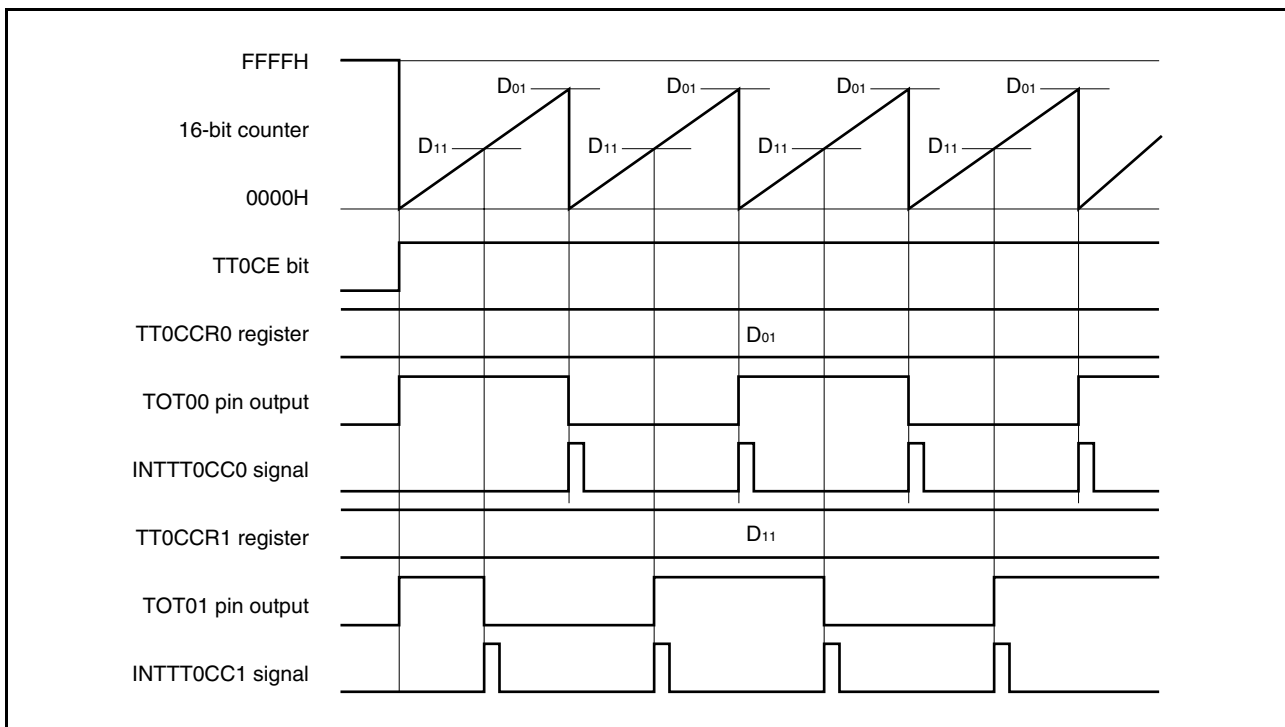 FFFFH
D01 D01 D01 D01
16-bit counter
D11 D11 D11 D11
0000H
TT0CE bit
TT0CCR0 register
D01
TOT00 pin output
INTTT0CC0 signal
TT0CCR1 register
D11
TOT01 pin output
INTTT0CC1 signal